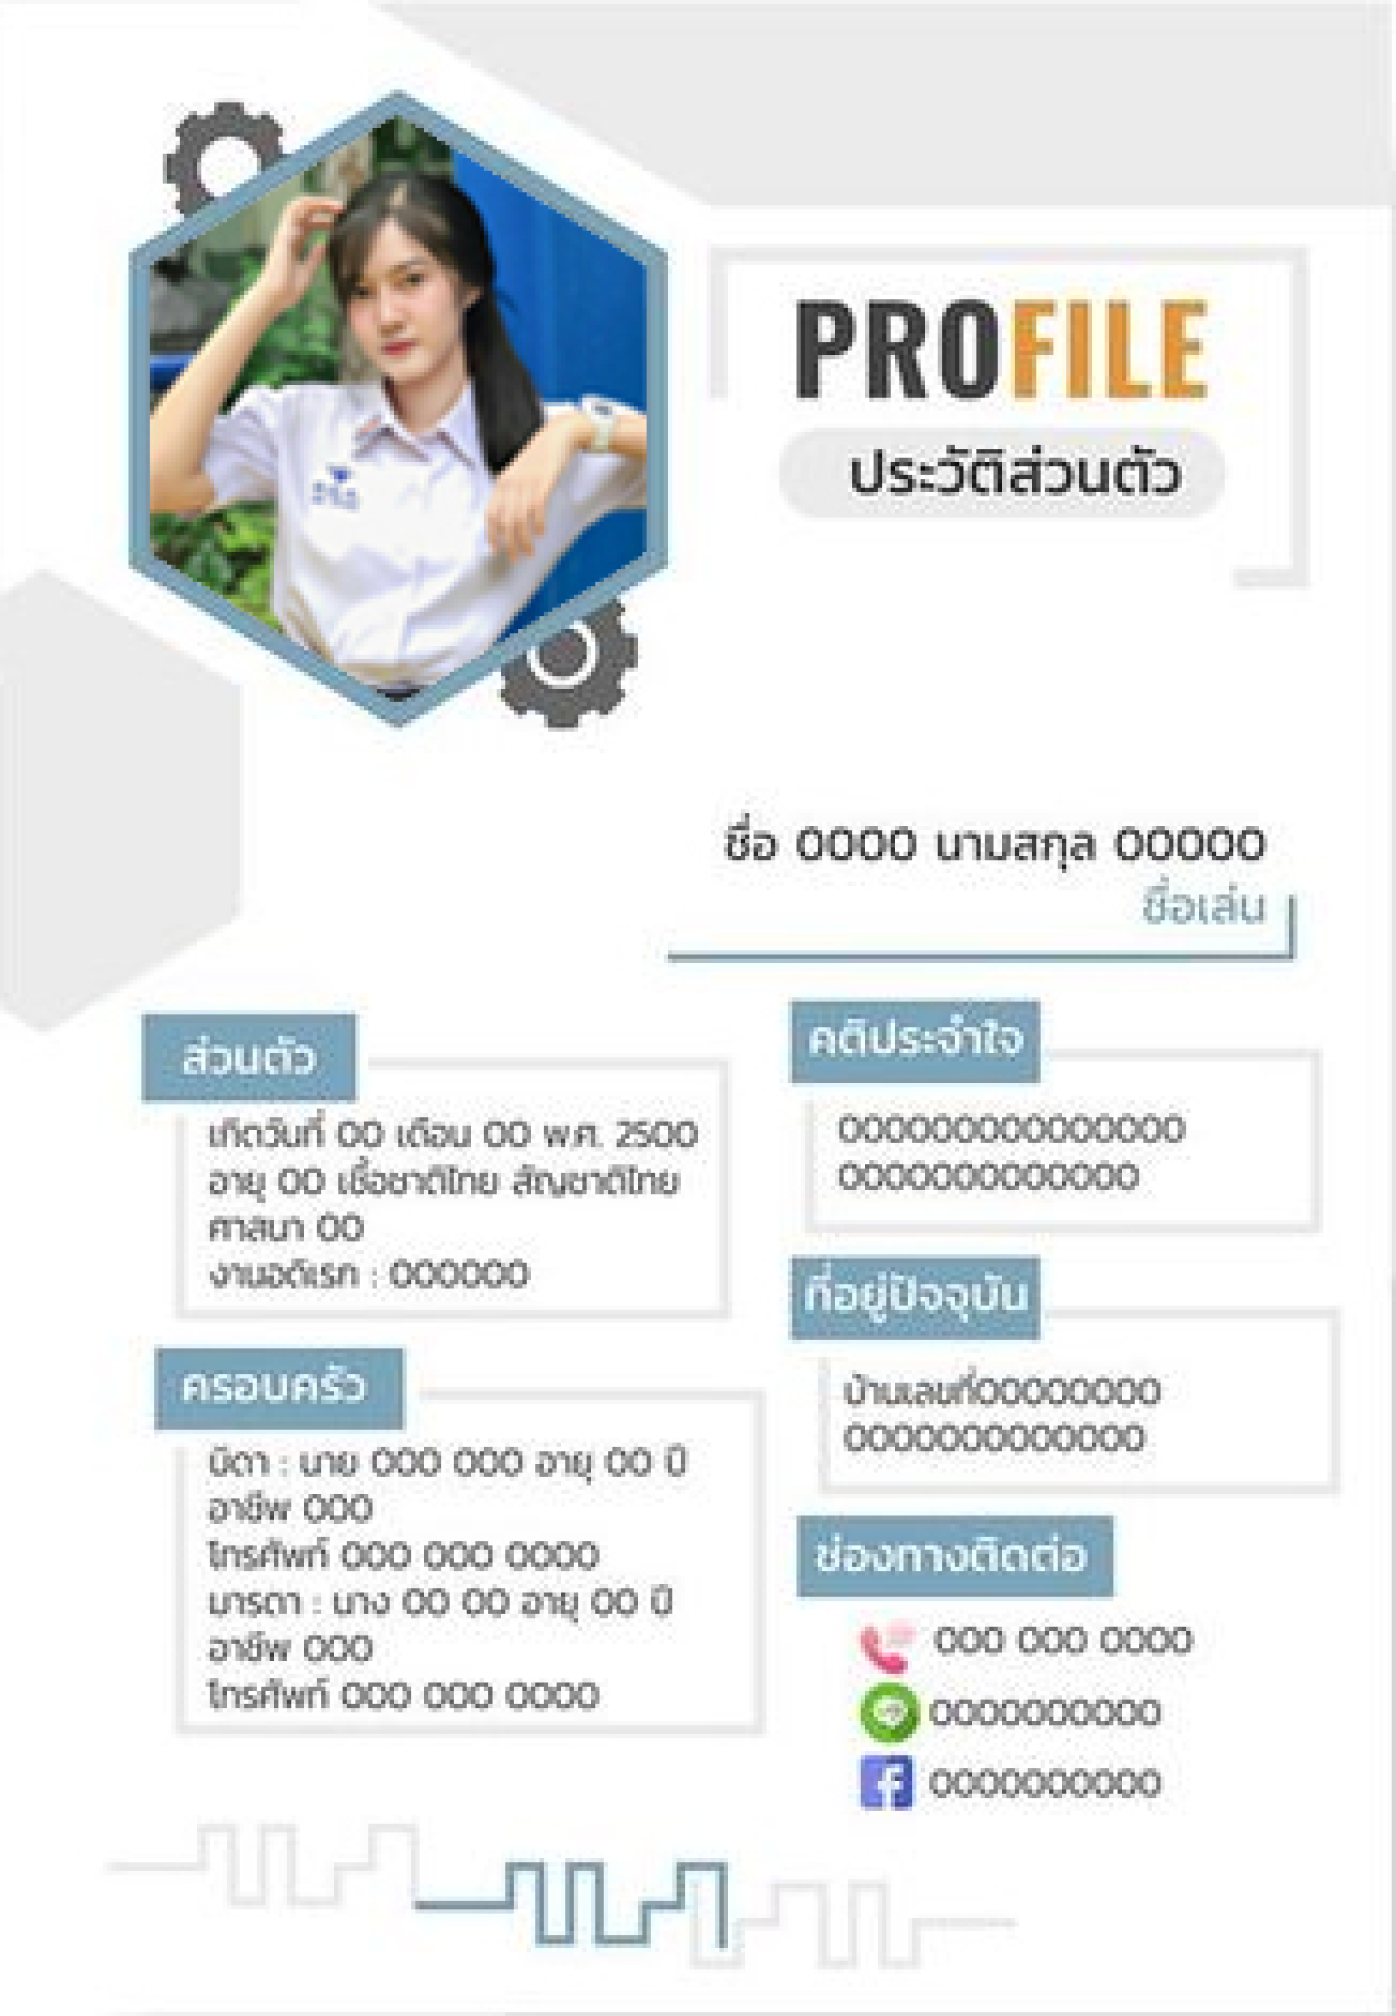 PROFILE
ประวัติส่วนตัว
ชื่อ 0000 นามสกุล 00000
ชื่อเล่น
ส่วนตัว
เกิดวันที่ 00 เดือน 00 พ.ศ. 2500
อายุ 00 เชื้อชาติไทย สัญชาติไทย
ศาสนา 00
งานอดิเรก : 000000
ครอบครัว
บิดา : นาย 000 000 อายุ 00 ปี
อาชีพ 000
โทรศัพท์ 000 000 0000
มารดา : นาง 00 00 อายุ 00 ปี
อาชีพ 000
โทรศัพท์ 000 000 0000
คติประจำใจ
000000000000000
0000000000000
ที่อยู่ปัจจุบัน
บ้านเลขที่00000000
0000000000000
ช่องทางติดต่อ
000 000 0000
0000000000
0000000000